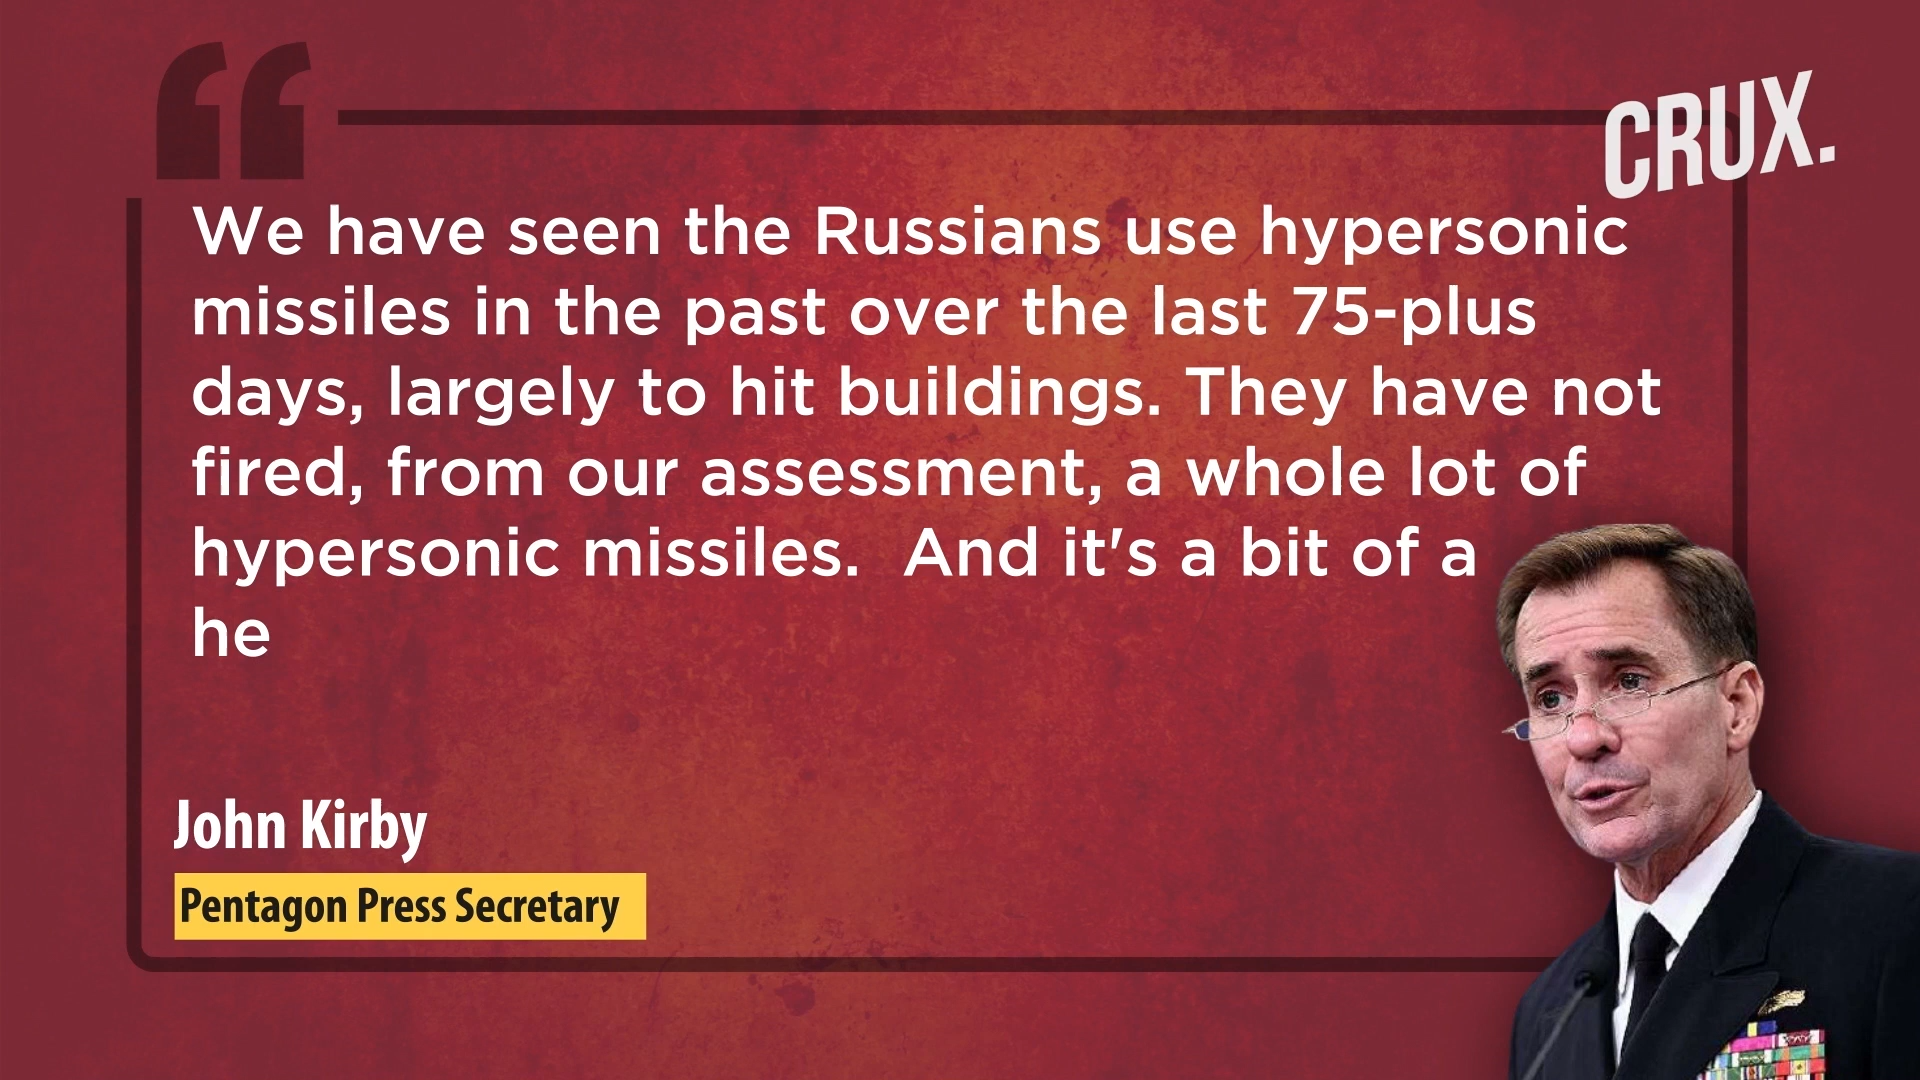 CRUX.
We have seen the Russians use hypersonic
missiles in the past over the last 75-plus
days, largely to hit buildings. They have not
fired, from our assessment, a whole lot of
hypersonic missiles.  And it's a bit of a
he
John Kirby
Pentagon Press Secretary